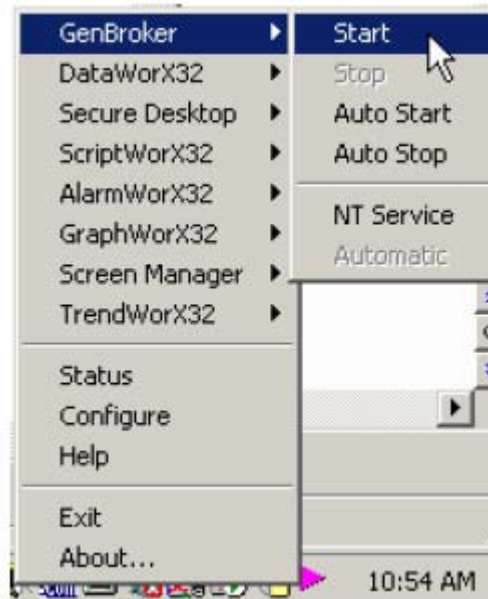 GenBroker
DataWorX32
Secure Desktop
ScriptWorX32
AlarmWorX32
GraphWorX32
Screen Manager
TrendWorX32
Status
Configure
Help
Exit
About...
Start
Stop
Auto Start
Auto Stop
NT Service
Automatic
10:54 AM